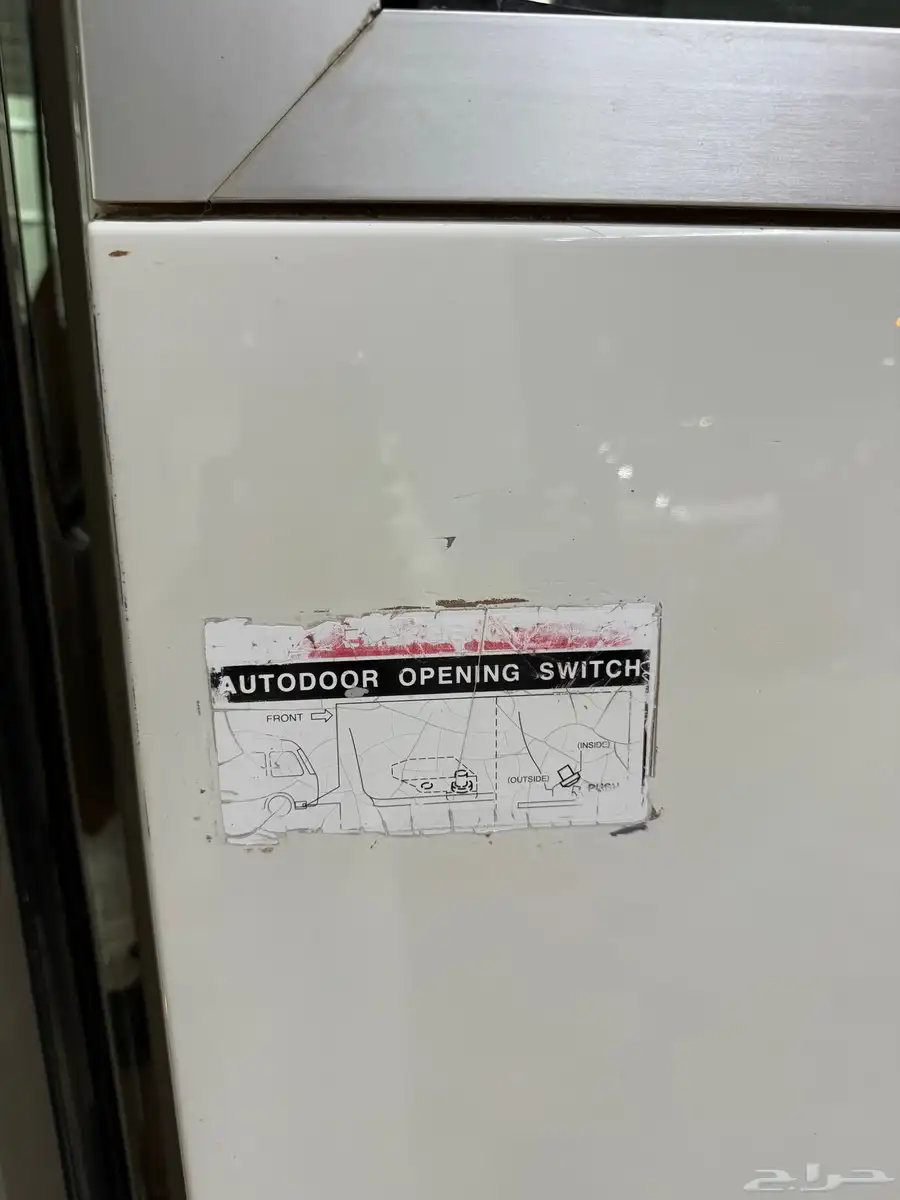 AUTODOOR OPENING SWITCH
FRONT
(INSIDE)
(OUTSIDE)
PUSH
حراج